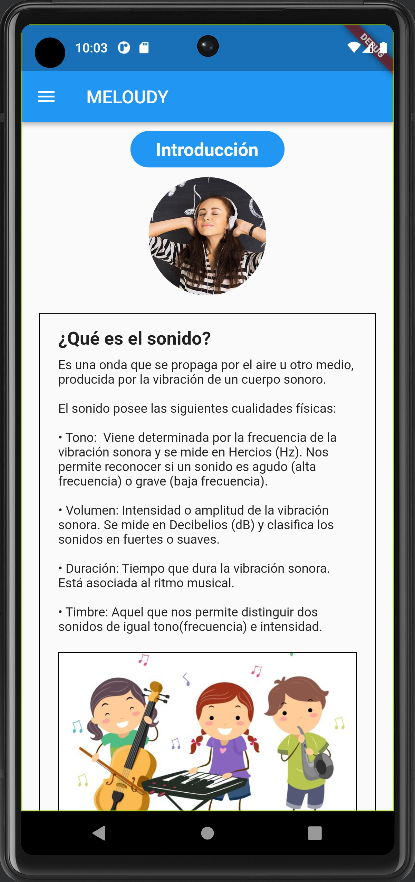 10:03
DEBUG
MELOUDY
Introducción
¿Qué es el sonido?
Es una onda que se propaga por el aire u otro medio,
producida por la vibración de un cuerpo sonoro.
El sonido posee las siguientes cualidades físicas:
• Tono:  Viene determinada por la frecuencia de la
vibración sonora y se mide en Hercios (Hz). Nos
permite reconocer si un sonido es agudo (alta
frecuencia) o grave (baja frecuencia).
• Volumen: Intensidad o amplitud de la vibración
sonora. Se mide en Decibelios (dB) y clasifica los
sonidos en fuertes o suaves.
• Duración: Tiempo que dura la vibración sonora.
Está asociada al ritmo musical.
• Timbre: Aquel que nos permite distinguir dos
sonidos de igual tono(frecuencia) e intensidad.